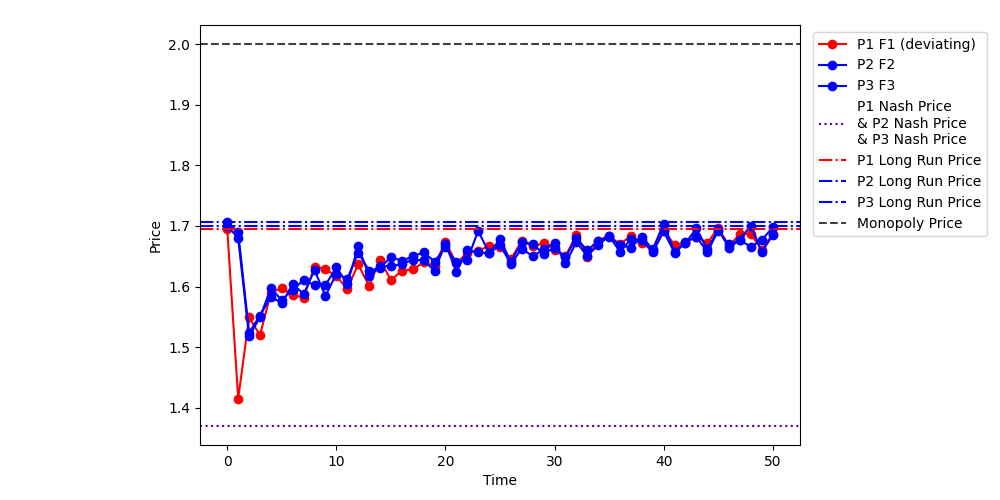 2.0
1.9
1.8
1.7
1.6
1.5
1.4
Price
0
10
20
30
40
50
Time
P1 F1 (deviating)
P2 F2
P3 F3
P1 Nash Price
& P2 Nash Price
& P3 Nash Price
P1 Long Run Price
P2 Long Run Price
P3 Long Run Price
Monopoly Price